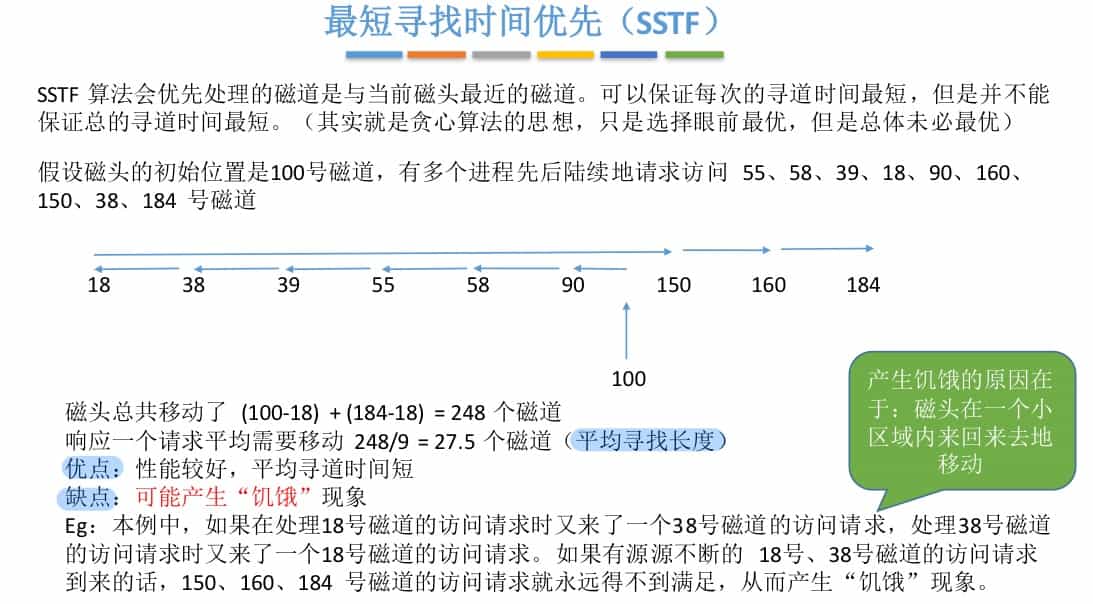 最短寻找时间优先（SSTF）
SSTF 算法会优先处理的磁道是与当前磁头最近的磁道。可以保证每次的寻道时间最短，但是并不能
保证总的寻道时间最短。（其实就是贪心算法的思想，只是选择眼前最优，但是总体未必最优）
假设磁头的初始位置是100号磁道，有多个进程先后陆续地请求访问 55、58、39、18、90、160、
150、38、184 号磁道
18 38 39 55 58 90 150 160 184
100
磁头总共移动了 (100-18) + (184-18) = 248 个磁道
响应一个请求平均需要移动 248/9 = 27.5 个磁道（平均寻找长度）
优点：性能较好，平均寻道时间短
缺点：可能产生“饥饿”现象
Eg：本例中，如果在处理18号磁道的访问请求时又来了一个38号磁道的访问请求，处理38号磁道
的访问请求时又来了一个18号磁道的访问请求。如果有源源不断的 18号、38号磁道的访问请求
到来的话，150、160、184 号磁道的访问请求就永远得不到满足，从而产生“饥饿”现象。
产生饥饿的原因在
于：磁头在一个小
区域内来回来去地
移动